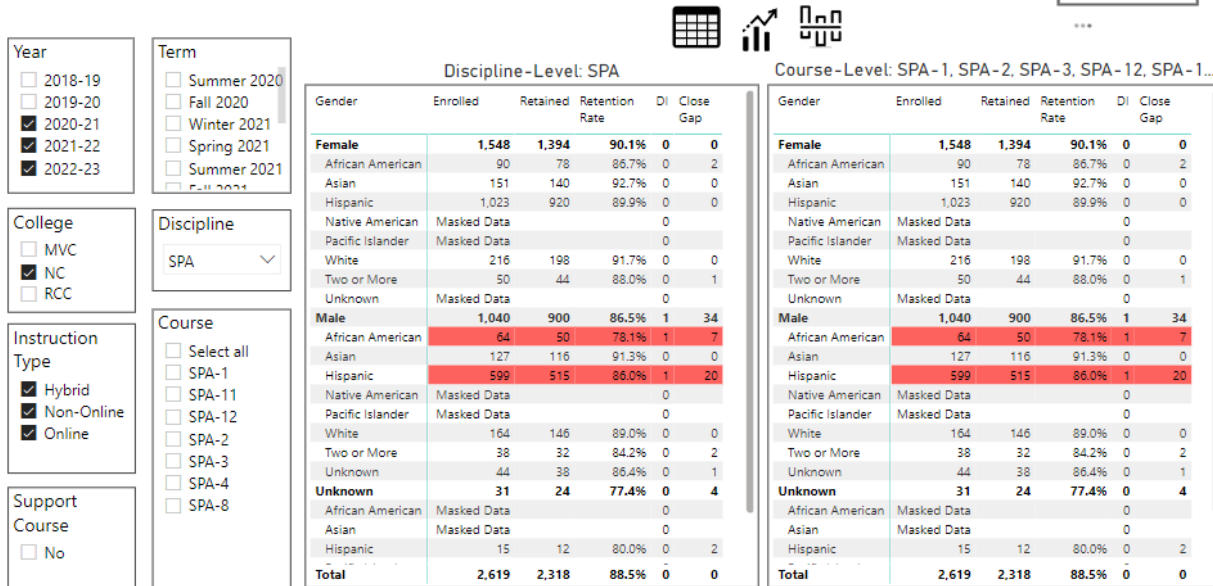 Year
2018-19
2019-20
2020-21
2021-22
2022-23
Term
Summer 2020
Fall 2020
Winter 2021
Spring 2021
Summer 2021
Fall 2021
College
MVC
NC
RCC
Discipline
SPA
Instruction
Type
Hybrid
Non-Online
Online
Course
Select all
SPA-1
SPA-11
SPA-12
SPA-2
SPA-3
SPA-4
SPA-8
Support
Course
No
Discipline-Level: SPA
Gender Enrolled Retained Retention Rate DI Close Gap
Female 1,548 1,394 90.1% 0 0
African American 90 78 86.7% 0 2
Asian 151 140 92.7% 0 0
Hispanic 1,023 920 89.9% 0 0
Native American Masked Data 0
Pacific Islander Masked Data 0
White 216 198 91.7% 0 0
Two or More 50 44 88.0% 0 1
Unknown Masked Data 0
Male 1,040 900 86.5% 1 34
African American 64 50 78.1% 1 7
Asian 127 116 91.3% 0 0
Hispanic 599 515 86.0% 1 20
Native American Masked Data 0
Pacific Islander Masked Data 0
White 164 146 89.0% 0 0
Two or More 38 32 84.2% 0 2
Unknown 44 38 86.4% 0 1
Unknown 31 24 77.4% 0 4
African American Masked Data 0
Asian Masked Data 0
Hispanic 15 12 80.0% 0 2
Total 2,619 2,318 88.5% 0 0
Course-Level: SPA-1, SPA-2, SPA-3, SPA-12, SPA-1...
Gender Enrolled Retained Retention Rate DI Close Gap
Female 1,548 1,394 90.1% 0 0
African American 90 78 86.7% 0 2
Asian 151 140 92.7% 0 0
Hispanic 1,023 920 89.9% 0 0
Native American Masked Data 0
Pacific Islander Masked Data 0
White 216 198 91.7% 0 0
Two or More 50 44 88.0% 0 1
Unknown Masked Data 0
Male 1,040 900 86.5% 1 34
African American 64 50 78.1% 1 7
Asian 127 116 91.3% 0 0
Hispanic 599 515 86.0% 1 20
Native American Masked Data 0
Pacific Islander Masked Data 0
White 164 146 89.0% 0 0
Two or More 38 32 84.2% 0 2
Unknown 44 38 86.4% 0 1
Unknown 31 24 77.4% 0 4
African American Masked Data 0
Asian Masked Data 0
Hispanic 15 12 80.0% 0 2
Total 2,619 2,318 88.5% 0 0